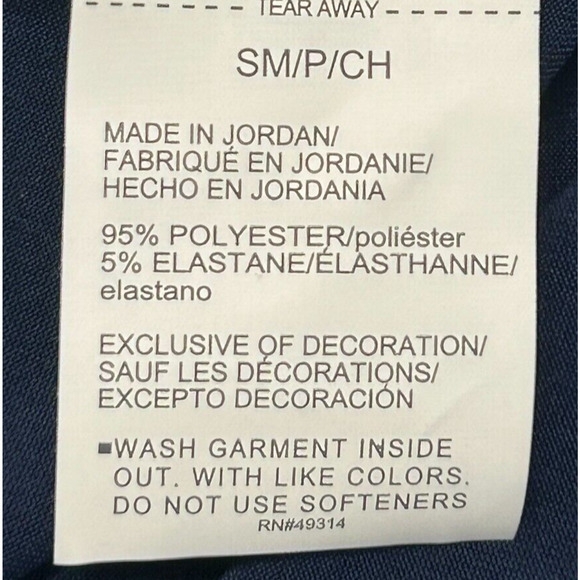 TEAR AWAY
SM/P/CH
MADE IN JORDAN/
FABRIQUÉ EN JORDANIE/
HECHO EN JORDANIA
95% POLYESTER/poliéster
5% ELASTANE/ÉLASTHANNE/
elastano
EXCLUSIVE OF DECORATION/
SAUF LES DÉCORATIONS/
EXCEPTO DECORACIÓN
WASH GARMENT INSIDE
OUT. WITH LIKE COLORS.
DO NOT USE SOFTENERS
RN#49314